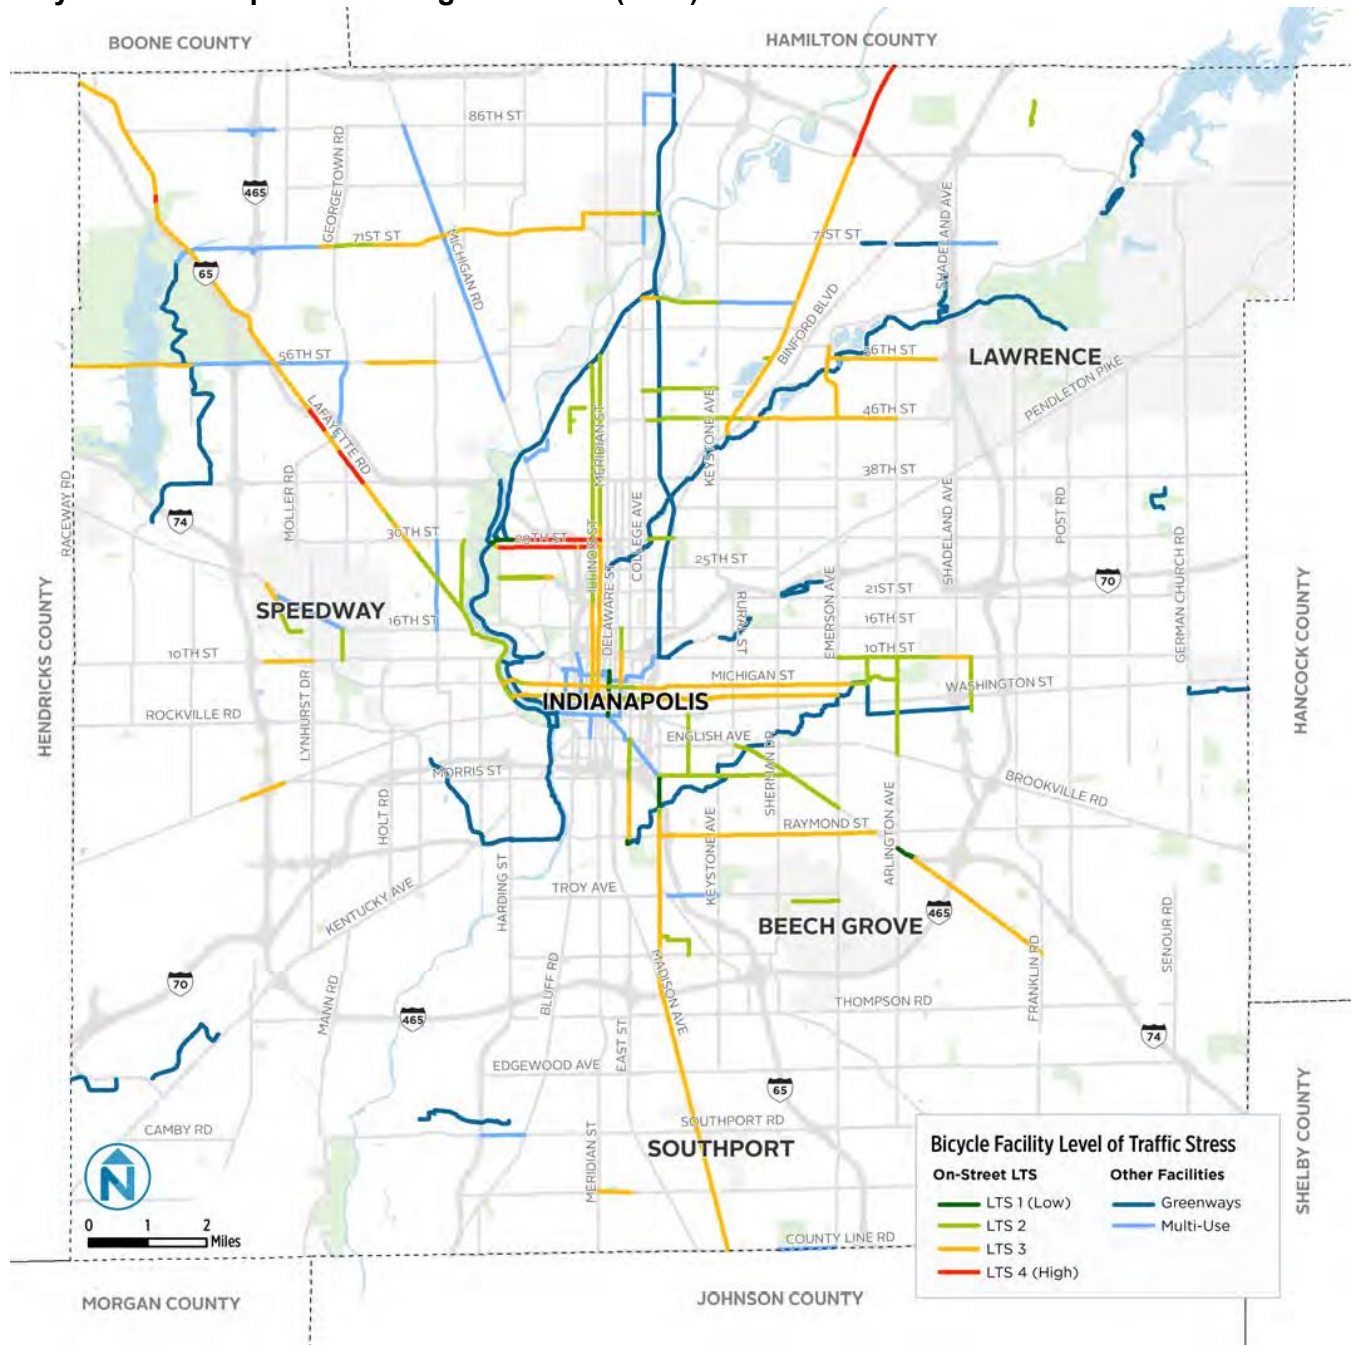 BOONE COUNTY
HAMILTON COUNTY
86TH ST
GEORGETOWN RD
465
SHADELAND AVE
71ST ST
MICHIGAN RD
71ST ST
65
BINFORD BLVD
56TH ST
56TH ST
LAWRENCE
PENDLETON PIKE
LAFAYETTE RD
MERIDIAN ST
KEYSTONE AVE
46TH ST
38TH ST
RACEWAY RD
MOLLER RD
COLLEGE AVE
SHADELAND AVE
POST RD
74
30TH ST
29TH ST
ILLINOIS ST
25TH ST
GERMAN CHURCH RD
70
HENDRICKS COUNTY
SPEEDWAY
DELAWARE ST
RURAL ST
EMERSON AVE
21ST ST
16TH ST
16TH ST
HANCOCK COUNTY
10TH ST
10TH ST
MICHIGAN ST
WASHINGTON ST
INDIANAPOLIS
ROCKVILLE RD
LYNHURST DR
ENGLISH AVE
SHERMAN DR
MORRIS ST
BROOKVILLE RD
HOLT RD
KEYSTONE AVE
RAYMOND ST
ARLINGTON AVE
HARDING ST
TROY AVE
KENTUCKY AVE
BEECH GROVE
465
SENOUR RD
70
MANN RD
BLUFF RD
MADISON AVE
FRANKLIN RD
THOMPSON RD
465
EAST ST
74
EDGEWOOD AVE
65
SHELBY COUNTY
CAMBY RD
SOUTHPORT RD
SOUTHPORT
MERIDIAN ST
N
0 1 2
Miles
COUNTY LINE RD
Bicycle Facility Level of Traffic Stress
On-Street LTS
Other Facilities
LTS 1 (Low)
Greenways
LTS 2
Multi-Use
LTS 3
LTS 4 (High)
MORGAN COUNTY
JOHNSON COUNTY